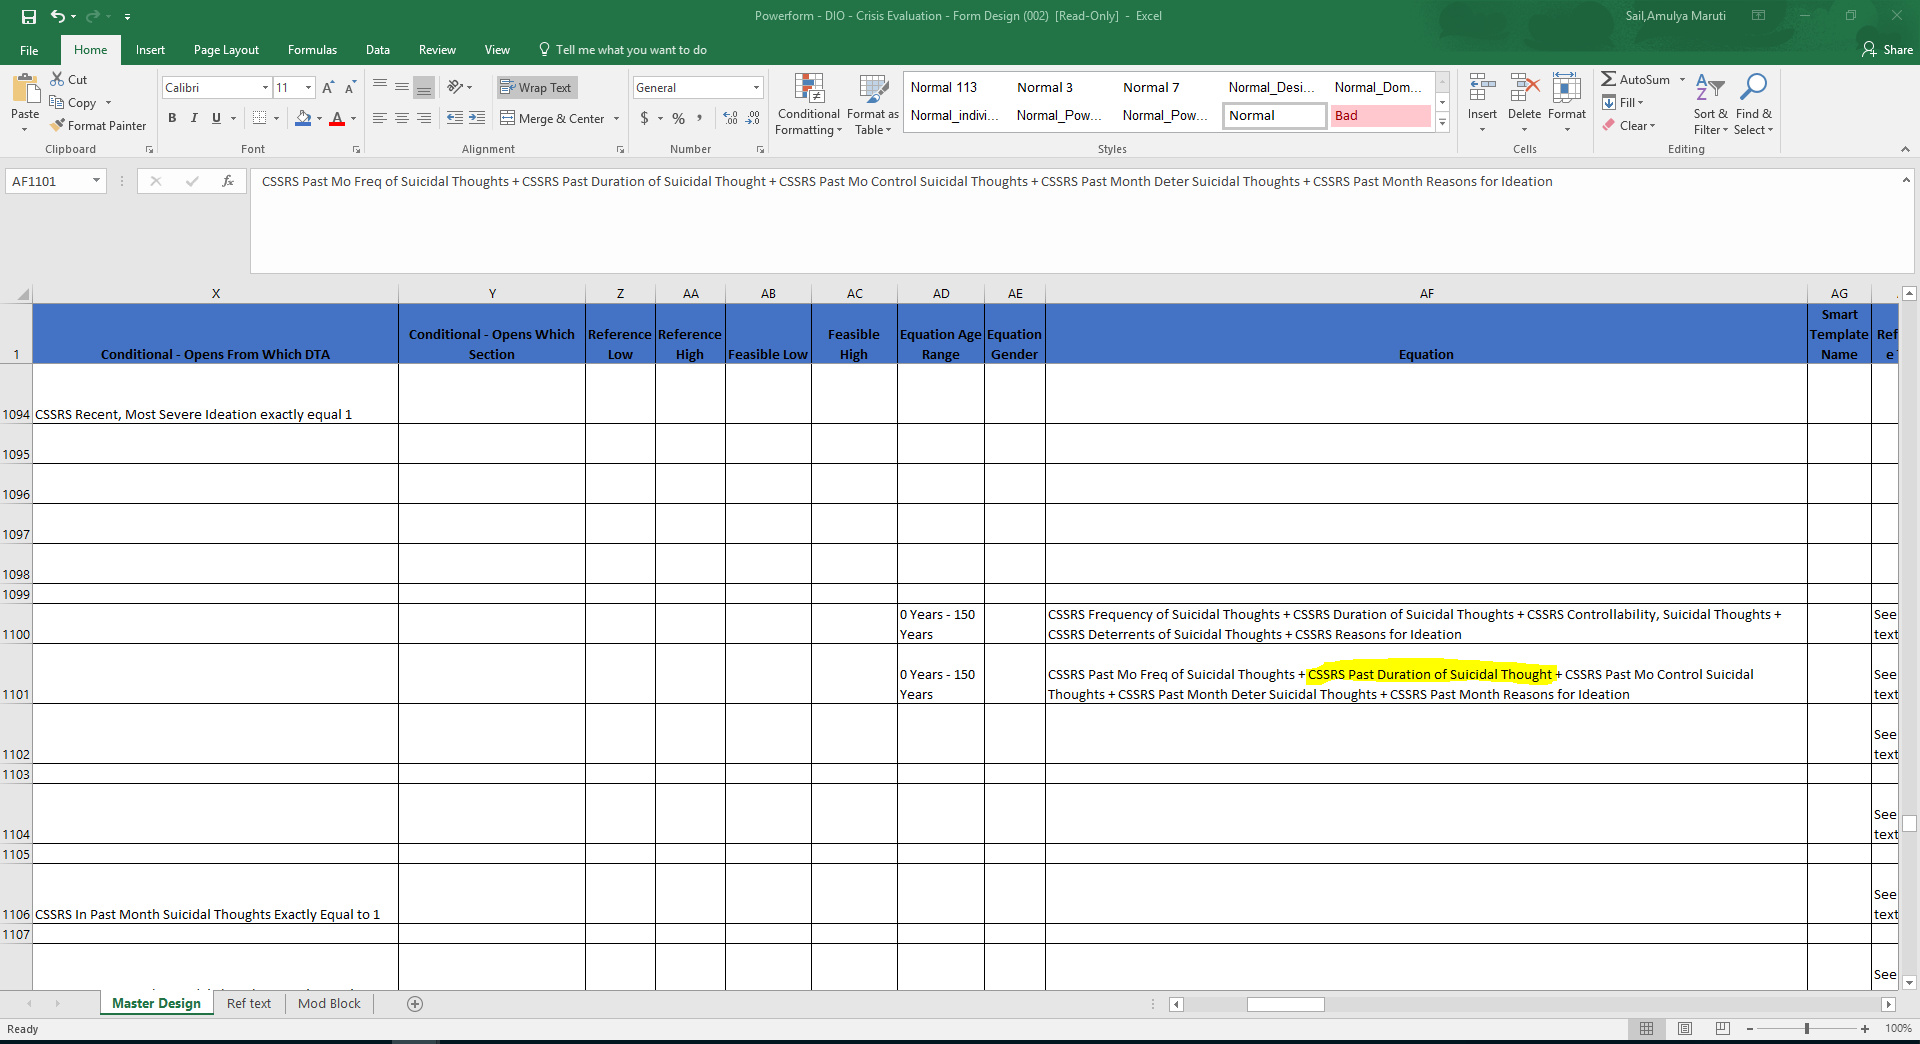 Powerform - DIO - Crisis Evaluation - Form Design (002) [Read-Only] - Excel
Sail,Amulya Maruti
File Home Insert Page Layout Formulas Data Review View Tell me what you want to do
Share
Paste
Cut
Copy
Format Painter
Clipboard
Calibri 11 A A
B I U A
Font
Wrap Text
Merge & Center
Alignment
General
$ % , .00 .0
Number
Conditional Formatting
Format as Table
Normal 113 Normal 3 Normal 7 Normal_Desi... Normal_Dom...
Normal_indivi... Normal_Pow... Normal_Pow... Normal Bad
Styles
Insert Delete Format
Cells
AutoSum
Fill
Clear
Sort & Filter
Find & Select
Editing
AF1101
fx
CSSRS Past Mo Freq of Suicidal Thoughts + CSSRS Past Duration of Suicidal Thought + CSSRS Past Mo Control Suicidal Thoughts + CSSRS Past Month Deter Suicidal Thoughts + CSSRS Past Month Reasons for Ideation
X Y Z AA AB AC AD AE AF AG
1 Conditional - Opens From Which DTA
Conditional - Opens Which
Section
Reference
Low
Reference
High
Feasible Low
Feasible
High
Equation Age
Range
Equation
Gender
Equation
Smart
Template
Name
Ref
e
1094 CSSRS Recent, Most Severe Ideation exactly equal 1
1095
1096
1097
1098
1099
1100
0 Years - 150
Years
CSSRS Frequency of Suicidal Thoughts + CSSRS Duration of Suicidal Thoughts + CSSRS Controllability, Suicidal Thoughts +
CSSRS Deterrents of Suicidal Thoughts + CSSRS Reasons for Ideation
See
text
1101
0 Years - 150
Years
CSSRS Past Mo Freq of Suicidal Thoughts + CSSRS Past Duration of Suicidal Thought + CSSRS Past Mo Control Suicidal
Thoughts + CSSRS Past Month Deter Suicidal Thoughts + CSSRS Past Month Reasons for Ideation
See
text
1102
See
text
1103
1104
See
text
1105
1106 CSSRS In Past Month Suicidal Thoughts Exactly Equal to 1
See
text
1107
See
Master Design Ref text Mod Block
Ready
100%